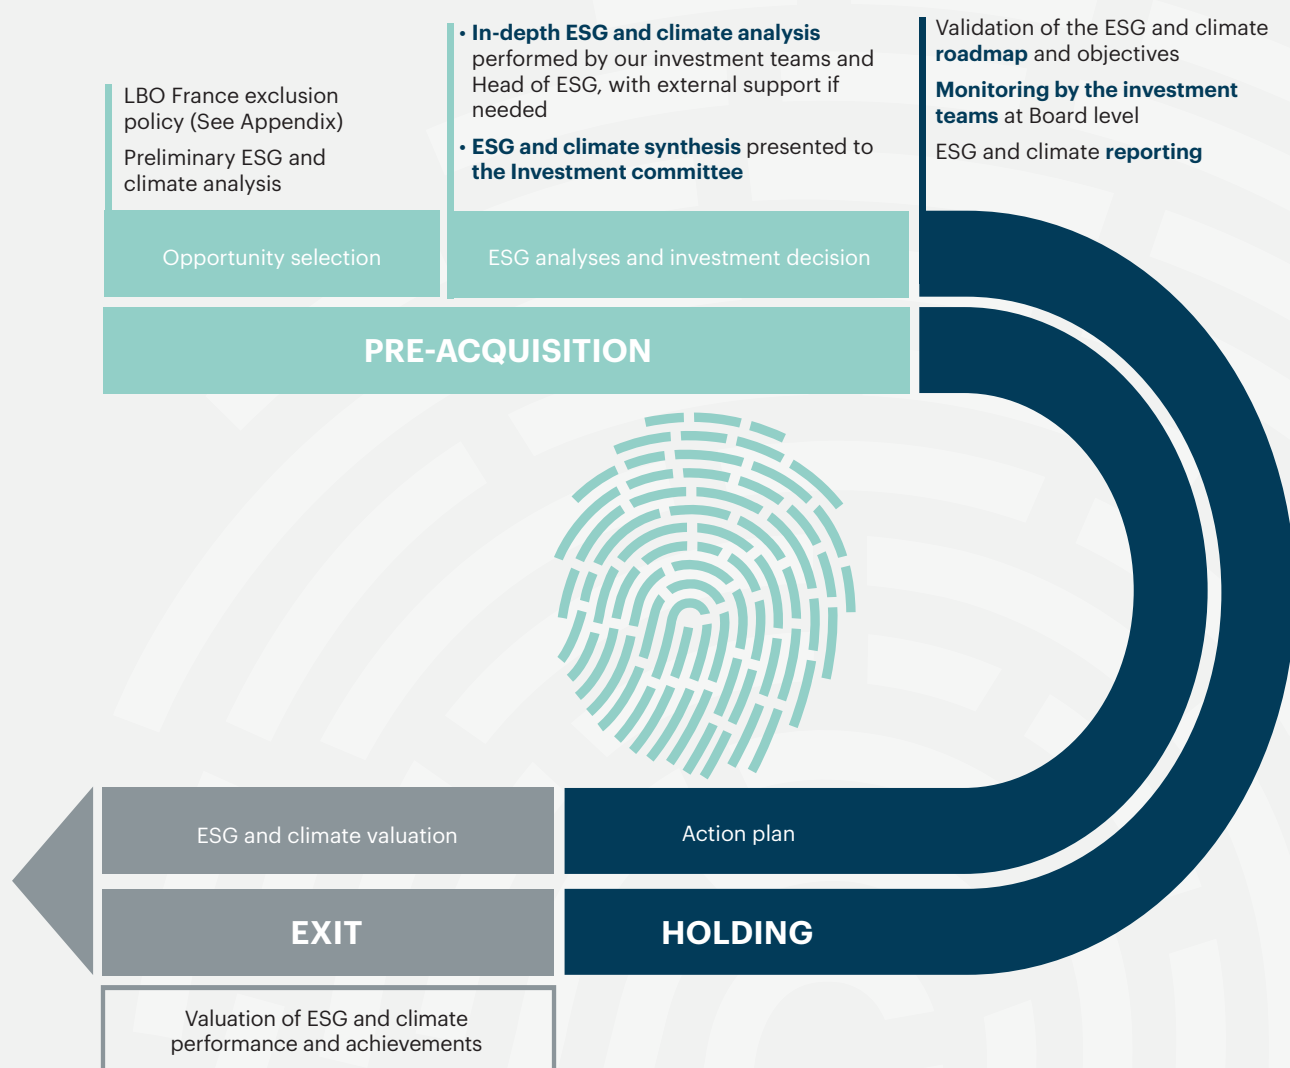 LBO France exclusion
policy (See Appendix)
Preliminary ESG and
climate analysis
• In-depth ESG and climate analysis
performed by our investment teams and
Head of ESG, with external support if
needed
• ESG and climate synthesis presented to
the Investment committee
Validation of the ESG and climate
roadmap and objectives
Monitoring by the investment
teams at Board level
ESG and climate reporting
Opportunity selection
ESG analyses and investment decision
PRE-ACQUISITION
ESG and climate valuation
Action plan
EXIT
HOLDING
Valuation of ESG and climate
performance and achievements